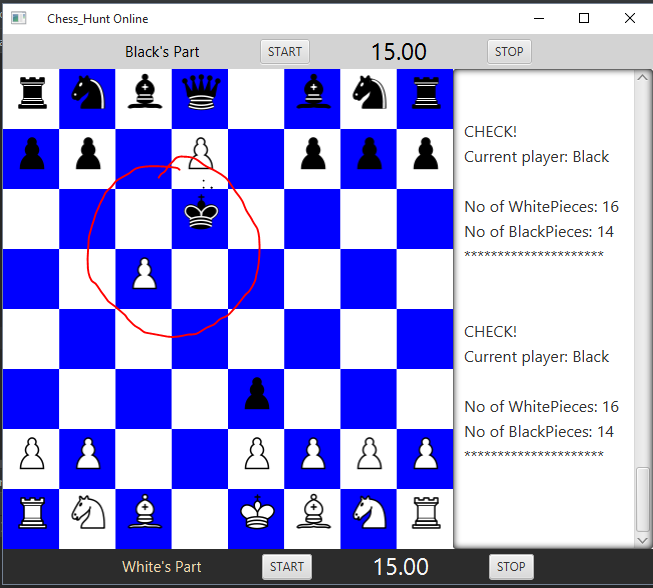 Chess_Hunt Online
Black's Part
START
15.00
STOP
CHECK!
Current player: Black
No of WhitePieces: 16
No of BlackPieces: 14
*********************
CHECK!
Current player: Black
No of WhitePieces: 16
No of BlackPieces: 14
*********************
White's Part
START
15.00
STOP